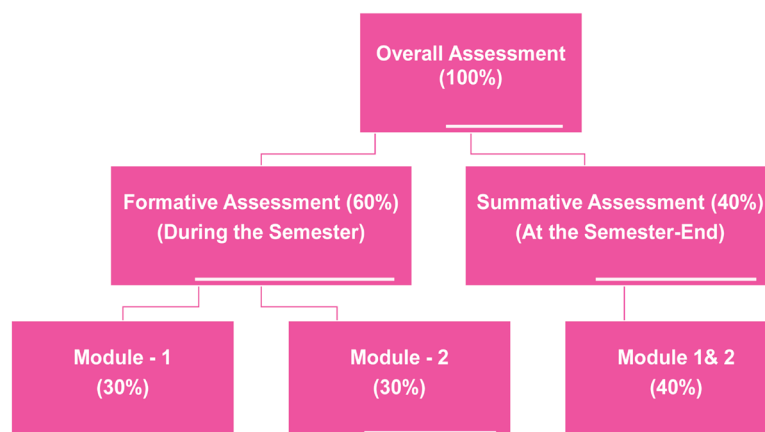 Overall Assessment
(100%)
Formative Assessment (60%)
(During the Semester)
Summative Assessment (40%)
(At the Semester-End)
Module - 1
(30%)
Module - 2
(30%)
Module 1& 2
(40%)